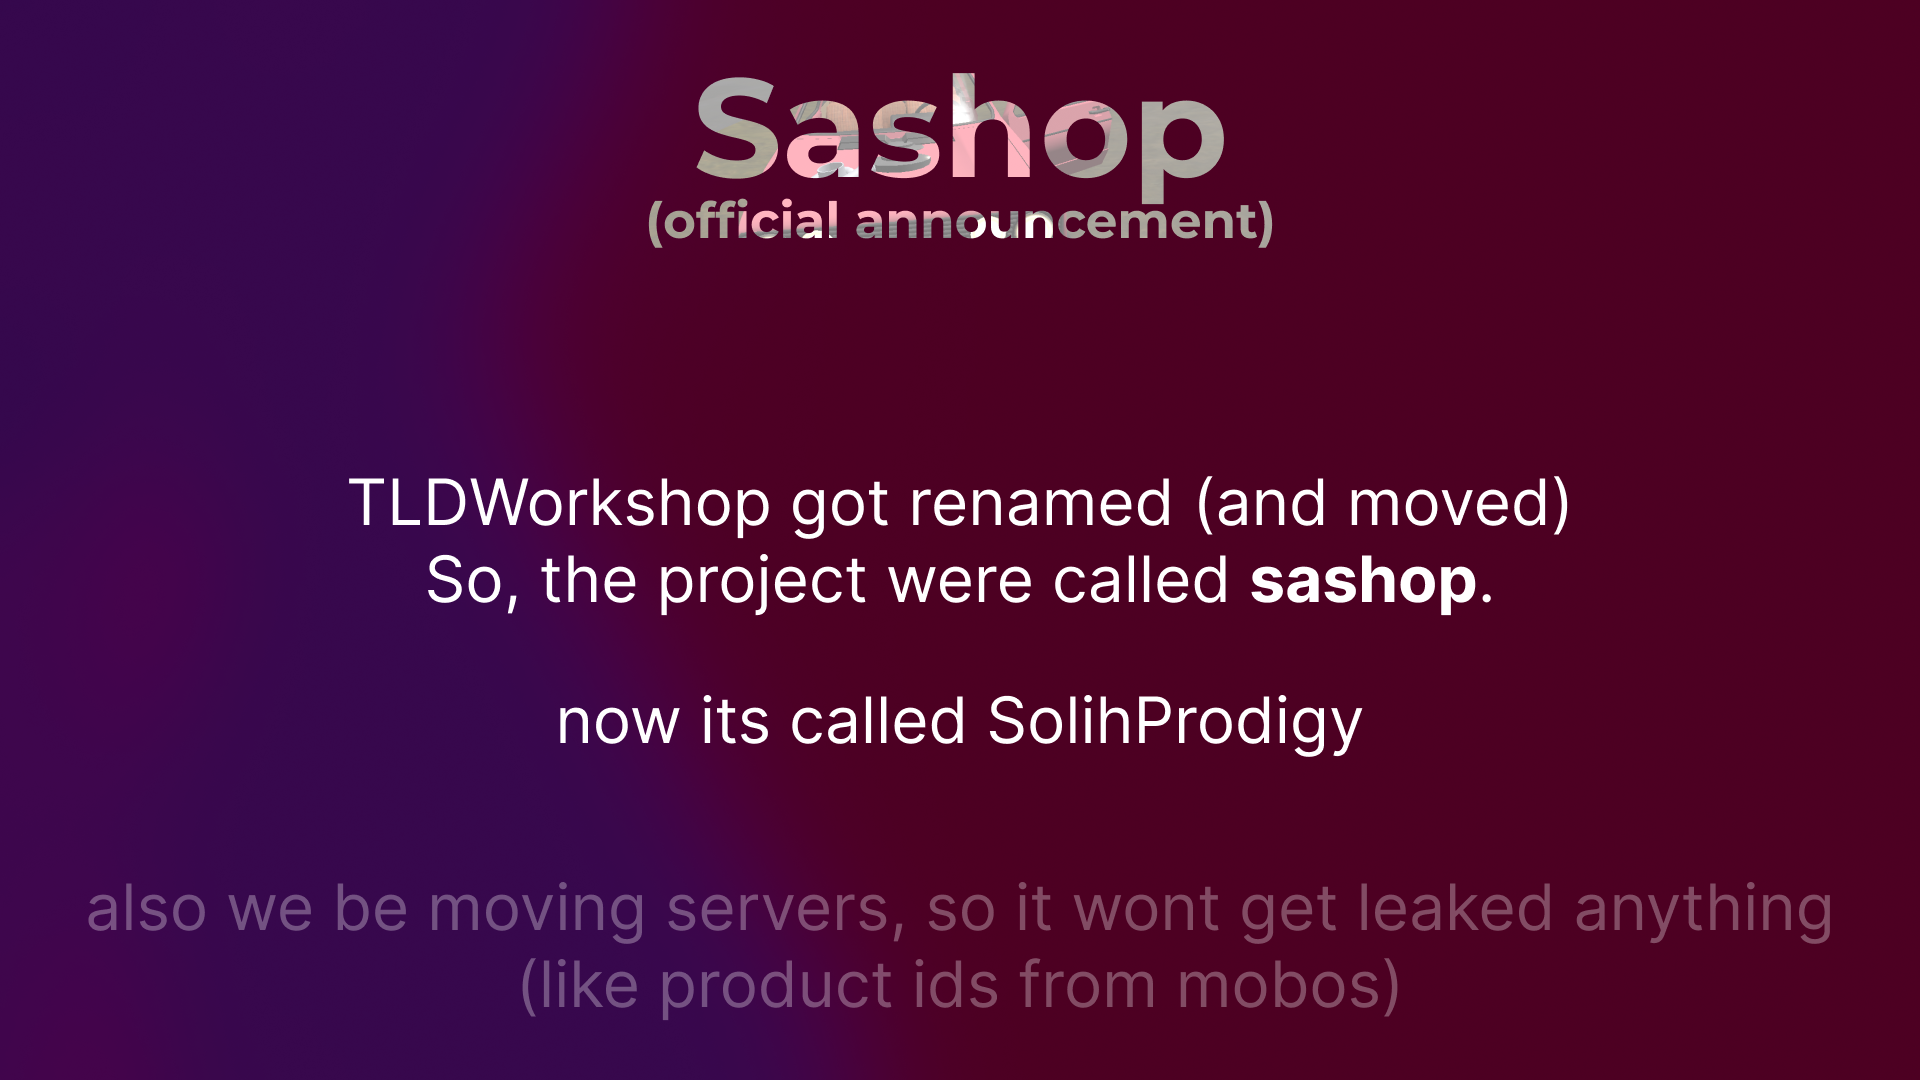 Sashop
(official announcement)
TLDWorkshop got renamed (and moved)
So, the project were called sashop.
now its called SolihProdigy
also we be moving servers, so it wont get leaked anything
(like product ids from mobos)